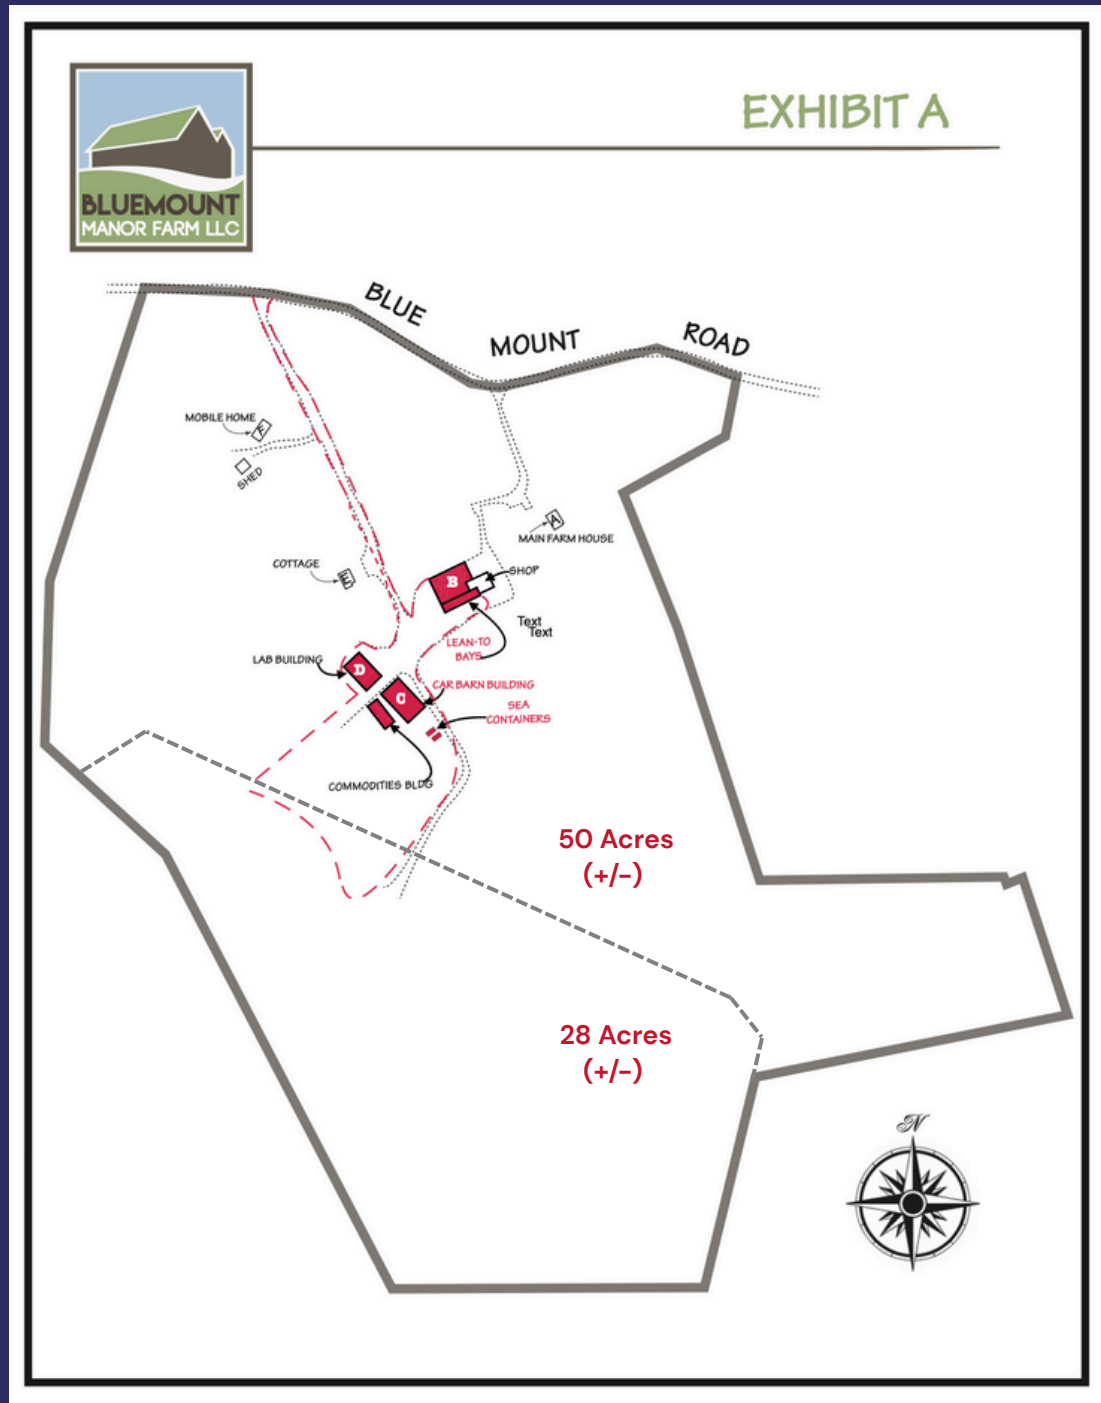 EXHIBIT A
BLUEMOUNT
MANOR FARM LLC
BLUE
MOUNT
ROAD
MOBILE HOME
F
SHED
A
MAIN FARM HOUSE
COTTAGE
E
B
SHOP
Text
Text
LEAN-TO
BAYS
LAB BUILDING
D
C
CAR BARN BUILDING
SEA
CONTAINERS
COMMODITIES BLDG
50 Acres
(+/-)
28 Acres
(+/-)
N